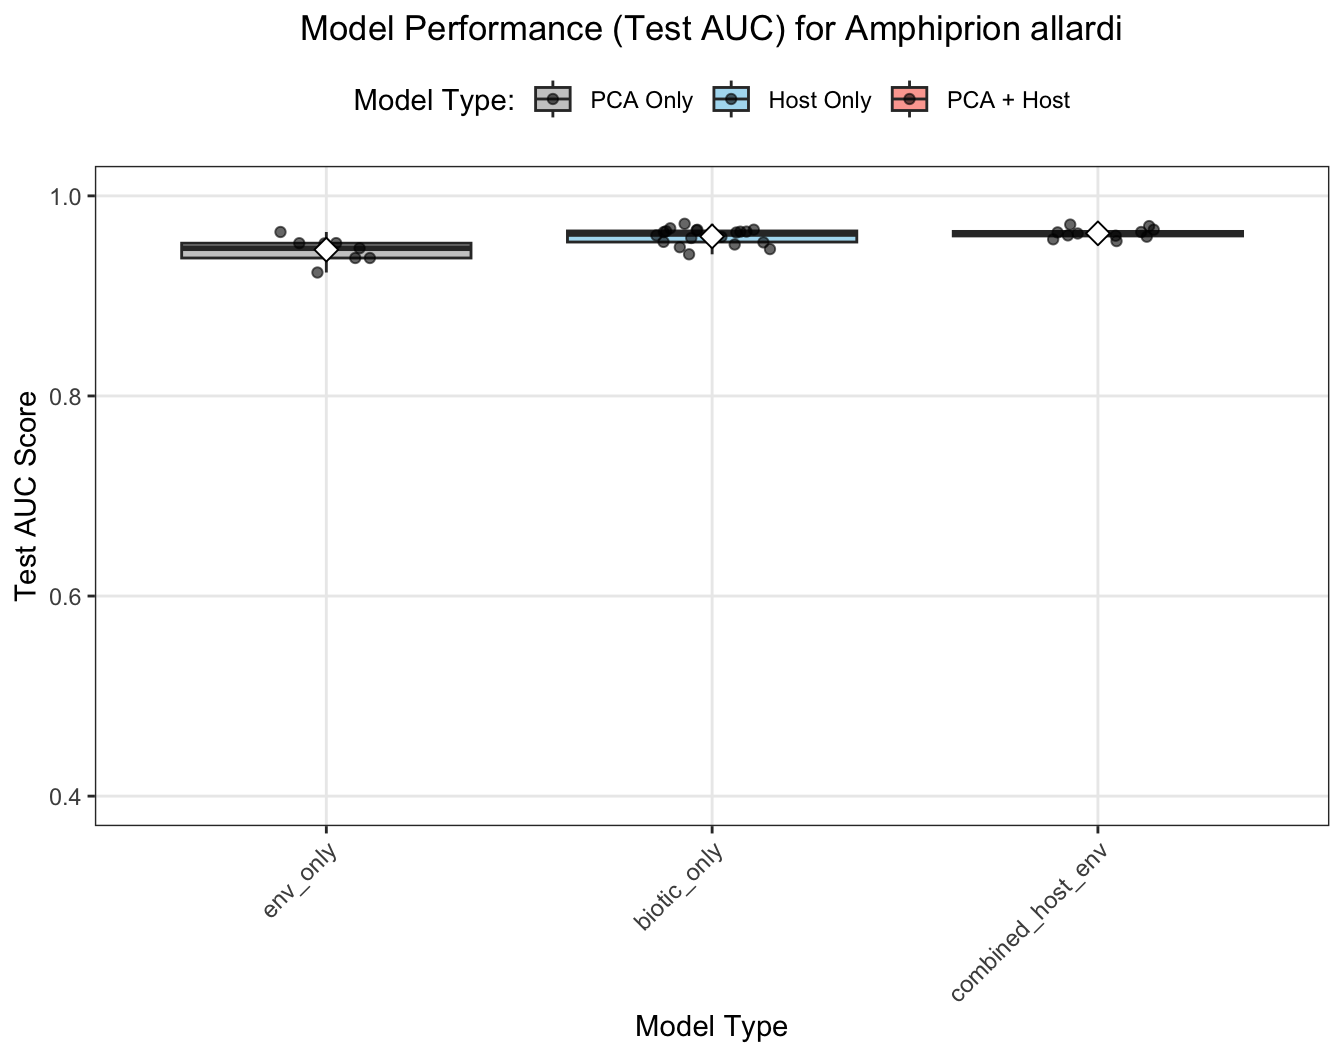 Model Performance (Test AUC) for Amphiprion allardi
Model Type: PCA Only Host Only PCA + Host
1.0
0.8
0.6
0.4
Test AUC Score
env_only
biotic_only
combined_host_env
Model Type